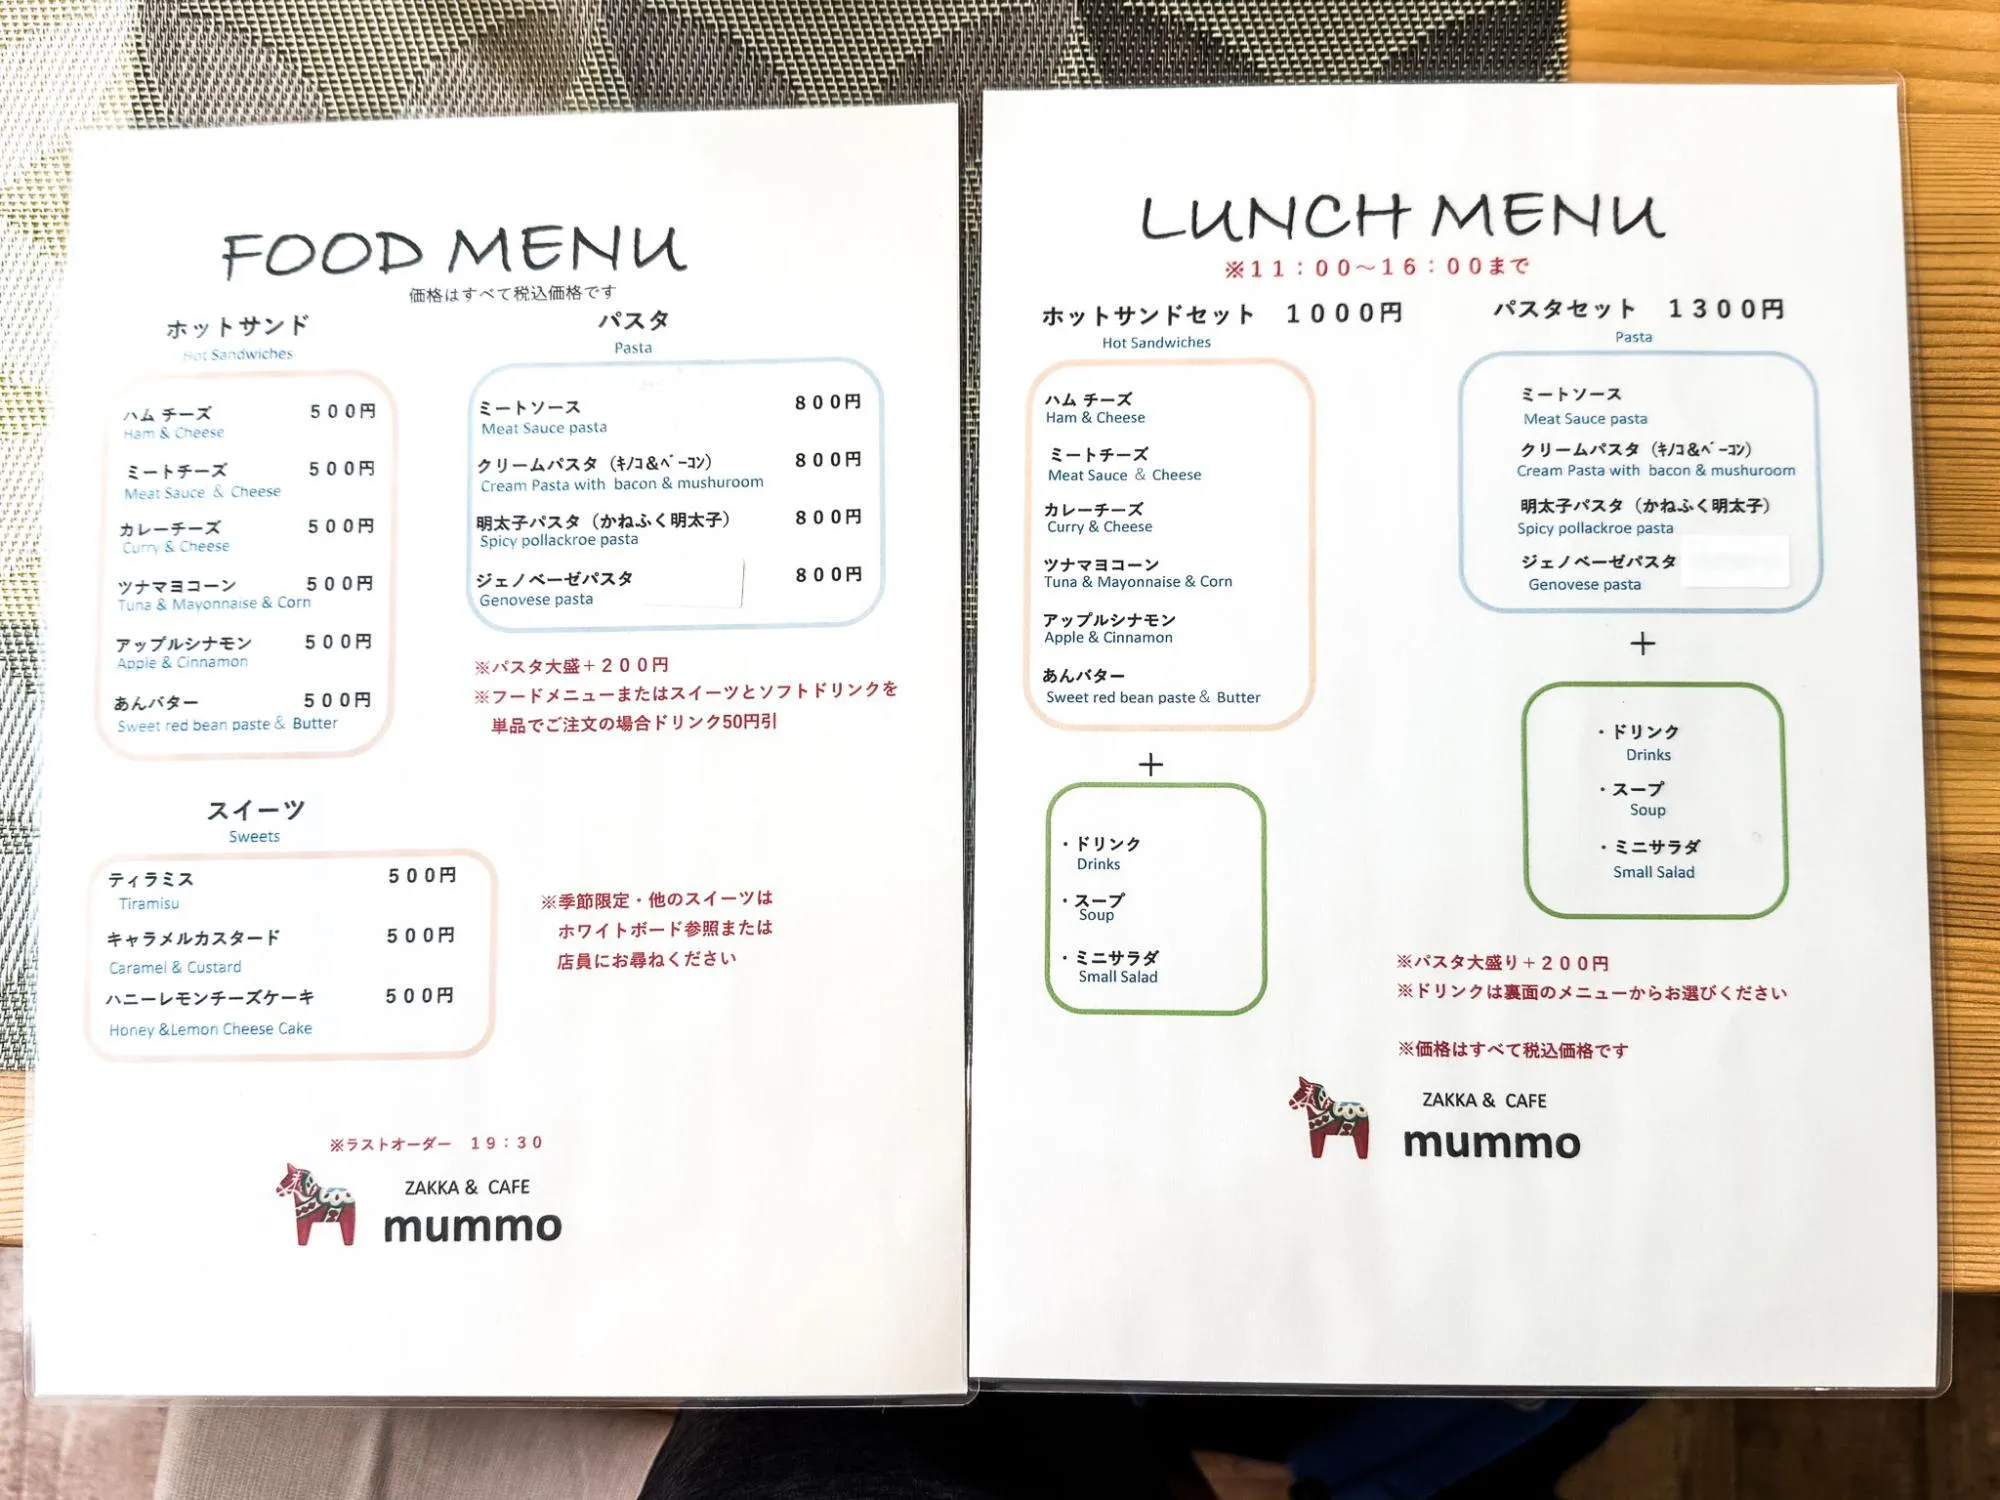 FOOD MENU
価格はすべて税込価格です
ホットサンド
Hot Sandwiches
ハム チーズ 500円
Ham & Cheese
ミートチーズ 500円
Meat Sauce & Cheese
カレーチーズ 500円
Curry & Cheese
ツナマヨコーン 500円
Tuna & Mayonnaise & Corn
アップルシナモン 500円
Apple & Cinnamon
あんバター 500円
Sweet red bean paste & Butter
パスタ
Pasta
ミートソース 800円
Meat Sauce pasta
クリームパスタ(ｷﾉｺ&ﾍﾞｰｺﾝ) 800円
Cream Pasta with bacon & mushuroom
明太子パスタ(かねふく明太子) 800円
Spicy pollackroe pasta
ジェノベーゼパスタ 800円
Genovese pasta
※パスタ大盛+200円
※フードメニューまたはスイーツとソフトドリンクを
単品でご注文の場合ドリンク50円引
スイーツ
Sweets
ティラミス 500円
Tiramisu
キャラメルカスタード 500円
Caramel & Custard
ハニーレモンチーズケーキ 500円
Honey &Lemon Cheese Cake
※季節限定・他のスイーツは
ホワイトボード参照または
店員にお尋ねください
※ラストオーダー 19:30
ZAKKA & CAFE
mummo
LUNCH MENU
※11:00〜16:00まで
ホットサンドセット 1000円
Hot Sandwiches
ハム チーズ
Ham & Cheese
ミートチーズ
Meat Sauce & Cheese
カレーチーズ
Curry & Cheese
ツナマヨコーン
Tuna & Mayonnaise & Corn
アップルシナモン
Apple & Cinnamon
あんバター
Sweet red bean paste & Butter
+
・ドリンク
Drinks
・スープ
Soup
・ミニサラダ
Small Salad
パスタセット 1300円
Pasta
ミートソース
Meat Sauce pasta
クリームパスタ(ｷﾉｺ&ﾍﾞｰｺﾝ)
Cream Pasta with bacon & mushuroom
明太子パスタ(かねふく明太子)
Spicy pollackroe pasta
ジェノベーゼパスタ
Genovese pasta
+
・ドリンク
Drinks
・スープ
Soup
・ミニサラダ
Small Salad
※パスタ大盛り+200円
※ドリンクは裏面のメニューからお選びください
※価格はすべて税込価格です
ZAKKA & CAFE
mummo